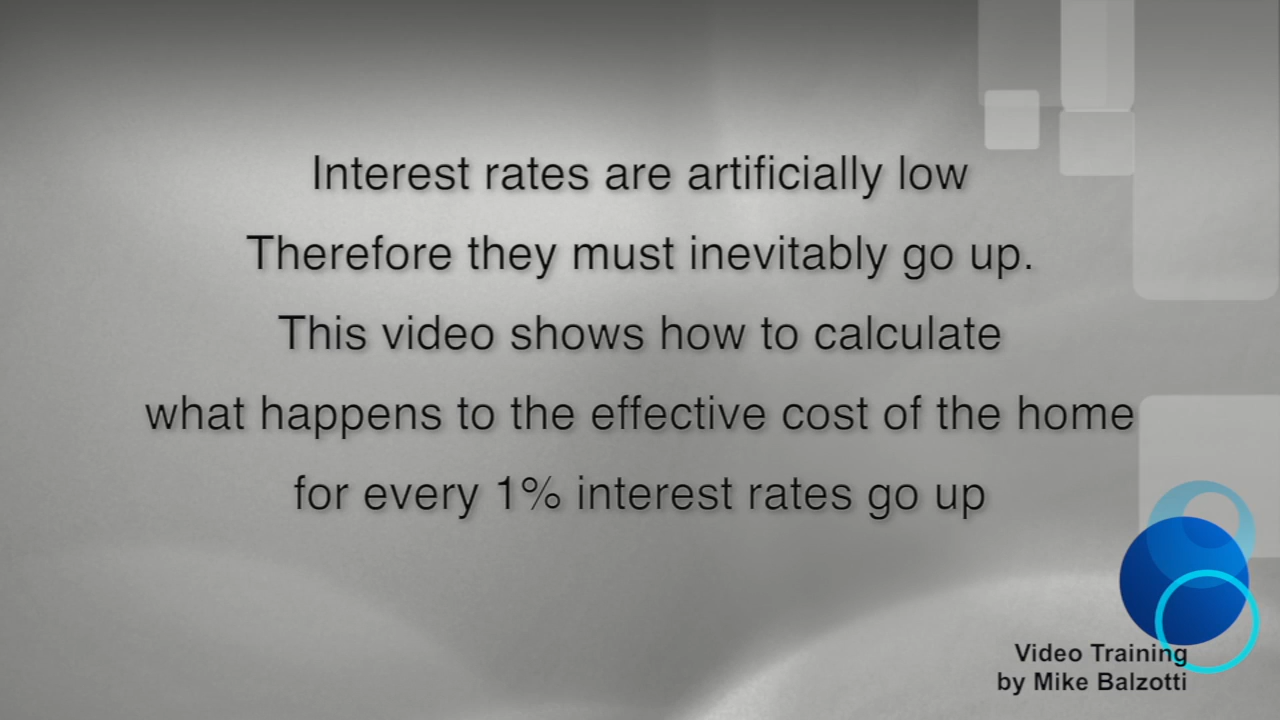 Interest rates are artificially low
Therefore they must inevitably go up.
This video shows how to calculate
what happens to the effective cost of the home
for every 1% interest rates go up
Video Training
by Mike Balzotti